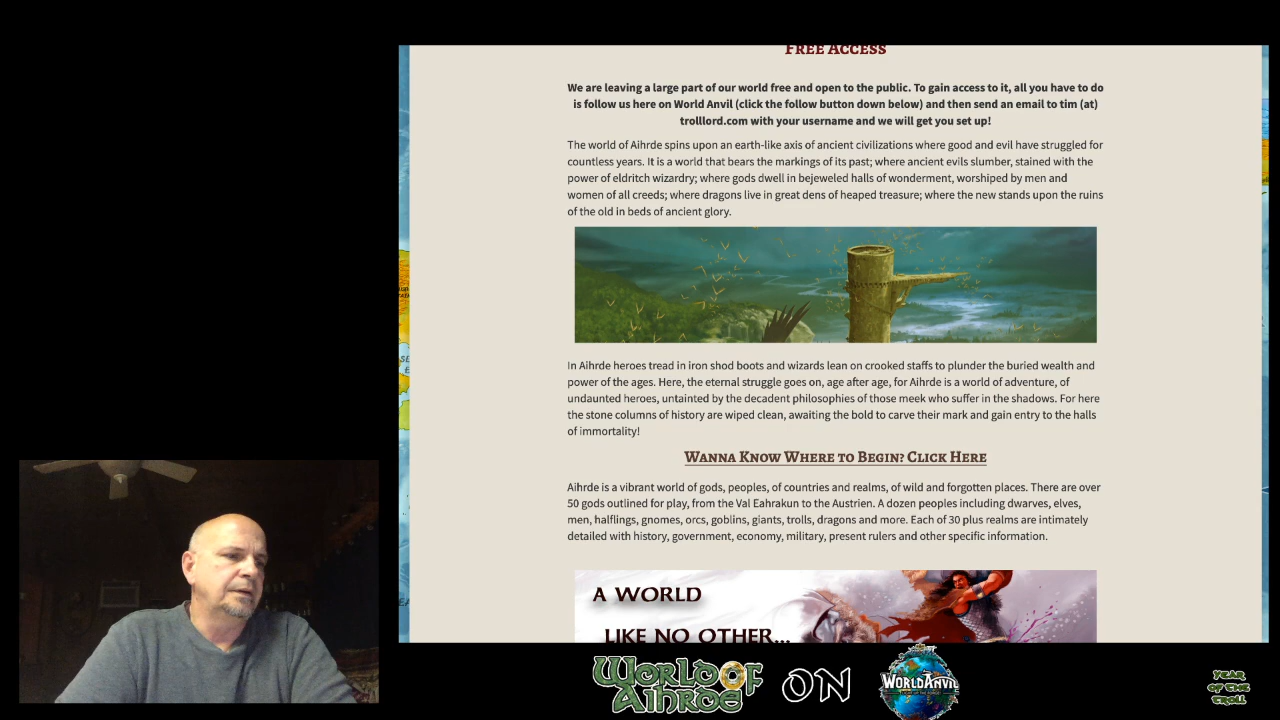 Free Access
We are leaving a large part of our world free and open to the public. To gain access to it, all you have to do
is follow us here on World Anvil (click the follow button down below) and then send an email to tim (at)
trolllord.com with your username and we will get you set up!
The world of Aihrde spins upon an earth-like axis of ancient civilizations where good and evil have struggled for
countless years. It is a world that bears the markings of its past; where ancient evils slumber, stained with the
power of eldritch wizardry; where gods dwell in bejeweled halls of wonderment, worshiped by men and
women of all creeds; where dragons live in great dens of heaped treasure; where the new stands upon the ruins
of the old in beds of ancient glory.
In Aihrde heroes tread in iron shod boots and wizards lean on crooked staffs to plunder the buried wealth and
power of the ages. Here, the eternal struggle goes on, age after age, for Aihrde is a world of adventure, of
undaunted heroes, untainted by the decadent philosophies of those meek who suffer in the shadows. For here
the stone columns of history are wiped clean, awaiting the bold to carve their mark and gain entry to the halls
of immortality!
Wanna Know Where to Begin? Click Here
Aihrde is a vibrant world of gods, peoples, of countries and realms, of wild and forgotten places. There are over
50 gods outlined for play, from the Val Eahrakun to the Austrien. A dozen peoples including dwarves, elves,
men, halflings, gnomes, orcs, goblins, giants, trolls, dragons and more. Each of 30 plus realms are intimately
detailed with history, government, economy, military, present rulers and other specific information.
A WORLD
LIKE NO OTHER...
WORLD OF
AIHRDE
ON
WORLDANVIL
YEAR
OF THE
TROLL